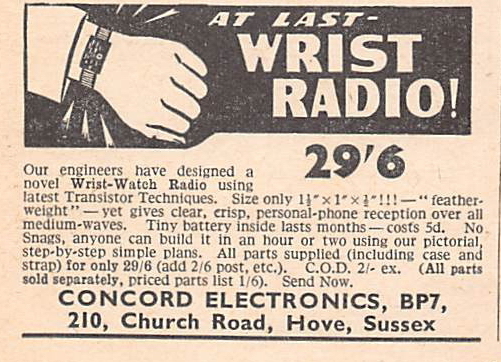 AT LAST-
WRIST
RADIO!
29'6
Our engineers have designed a
novel Wrist-Watch Radio using
latest Transistor Techniques. Size only 1½″×1″×½″!!!—“feather-
weight”—yet gives clear, crisp, personal-phone reception over all
medium-waves. Tiny battery inside lasts months—costs 5d. No
Snags, anyone can build it in an hour or two using our pictorial,
step-by-step simple plans. All parts supplied (including case and
strap) for only 29/6 (add 2/6 post, etc.). C.O.D. 2/- ex. (All parts
sold separately, priced parts list 1/6). Send Now.
CONCORD ELECTRONICS, BP7,
210, Church Road, Hove, Sussex